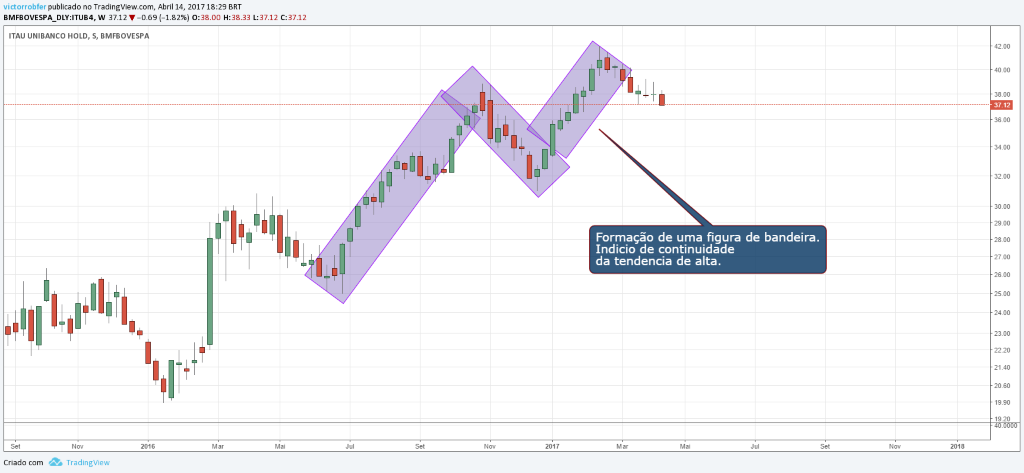 victorrobfer publicado no TradingView.com, Abril 14, 2017 18:29 BRT
BMFBOVESPA_DLY:ITUB4, W 37.12 ▼ −0.69 (−1.82%) O:38.00 H:38.33 L:37.12 C:37.12
ITAU UNIBANCO HOLD, S, BMFBOVESPA
42.00
40.00
38.00
37.12
36.00
34.00
32.00
30.00
29.00
28.00
27.00
26.00
25.00
24.00
23.00
22.20
21.40
20.60
19.90
19.20
40.0000
Formação de uma figura de bandeira.
Indicio de continuidade
da tendencia de alta.
Set Nov 2016 Mar Mai Jul Set Nov 2017 Mar Mai Jul Set Nov 2018
Criado com TradingView